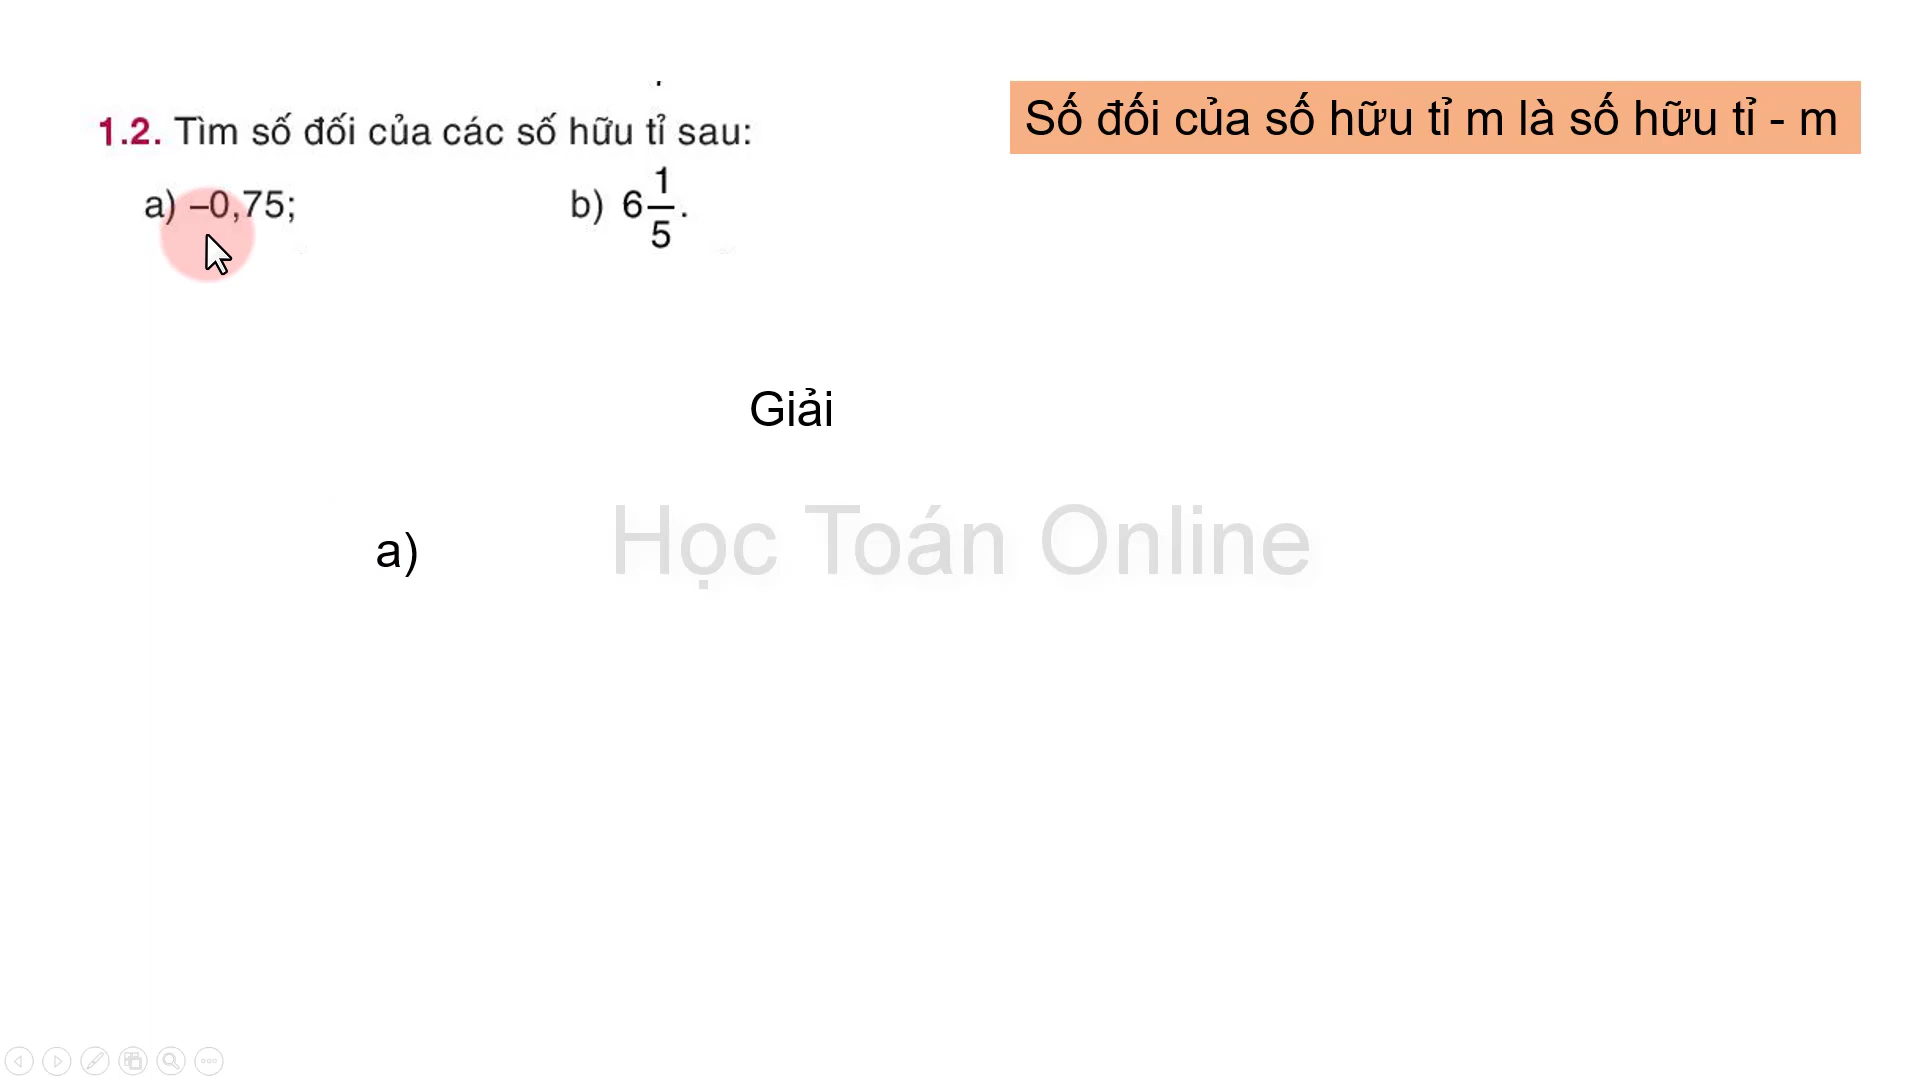 1.2. Tìm số đối của các số hữu tỉ sau:
a) –0,75;
b) 6 1/5.
Số đối của số hữu tỉ m là số hữu tỉ - m
Giải
a)
Học Toán Online